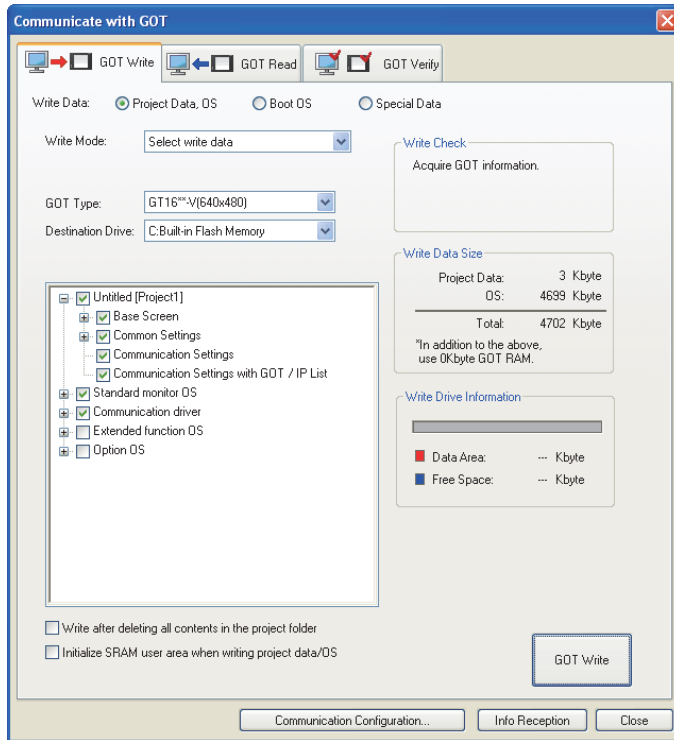 Communicate with GOT
GOT Write GOT Read GOT Verify
Write Data: Project Data, OS Boot OS Special Data
Write Mode: Select write data
Write Check
Acquire GOT information.
GOT Type: GT16**-V(640x480)
Destination Drive: C:Built-in Flash Memory
Write Data Size
Project Data: 3 Kbyte
OS: 4699 Kbyte
Total: 4702 Kbyte
*In addition to the above,
use 0Kbyte GOT RAM.
Untitled [Project1]
Base Screen
Common Settings
Communication Settings
Communication Settings with GOT / IP List
Standard monitor OS
Communication driver
Extended function OS
Option OS
Write Drive Information
Data Area: --- Kbyte
Free Space: --- Kbyte
Write after deleting all contents in the project folder
Initialize SRAM user area when writing project data/OS
GOT Write
Communication Configuration... Info Reception Close